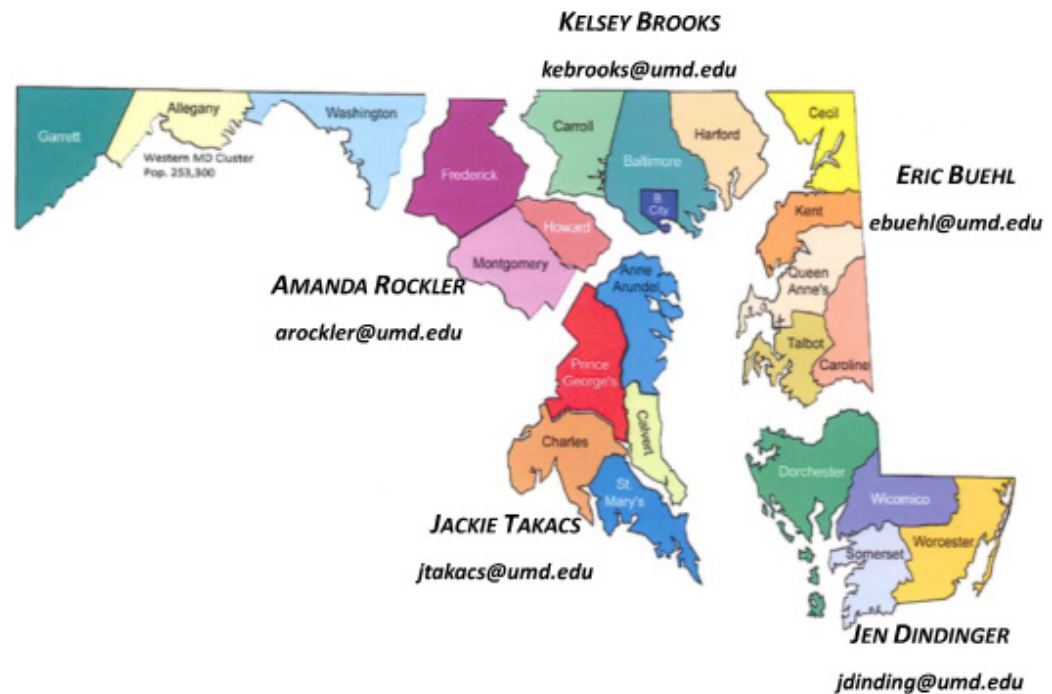 KELSEY BROOKS
kebrooks@umd.edu
Garrett
Allegany
Washington
Western MD Cluster
Pop. 253,300
Frederick
Carroll
Baltimore
Harford
B.
City
Cecil
Howard
Montgomery
Kent
ERIC BUEHL
ebuehl@umd.edu
Queen
Anne's
Talbot
Caroline
AMANDA ROCKLER
arockler@umd.edu
Anne
Arundel
Prince
George's
Calvert
Charles
St.
Mary's
JACKIE TAKACS
jtakacs@umd.edu
Dorchester
Wicomico
Somerset
Worcester
JEN DINDINGER
jdinding@umd.edu